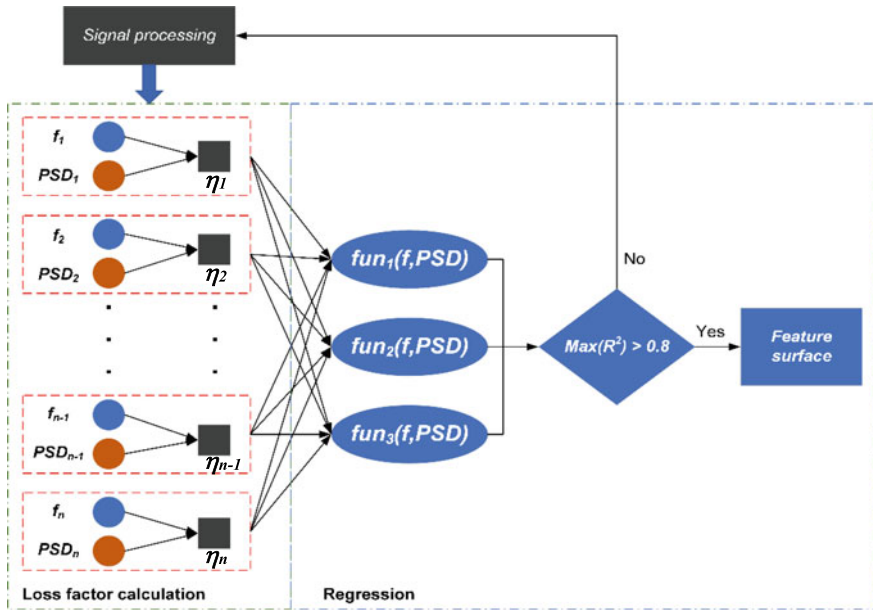 Signal processing
f₁
PSD₁
η₁
f₂
PSD₂
η₂
fₙ₋₁
PSDₙ₋₁
ηₙ₋₁
fₙ
PSDₙ
ηₙ
Loss factor calculation
fun₁(f,PSD)
fun₂(f,PSD)
fun₃(f,PSD)
Regression
No
Max(R²) > 0.8
Yes
Feature
surface